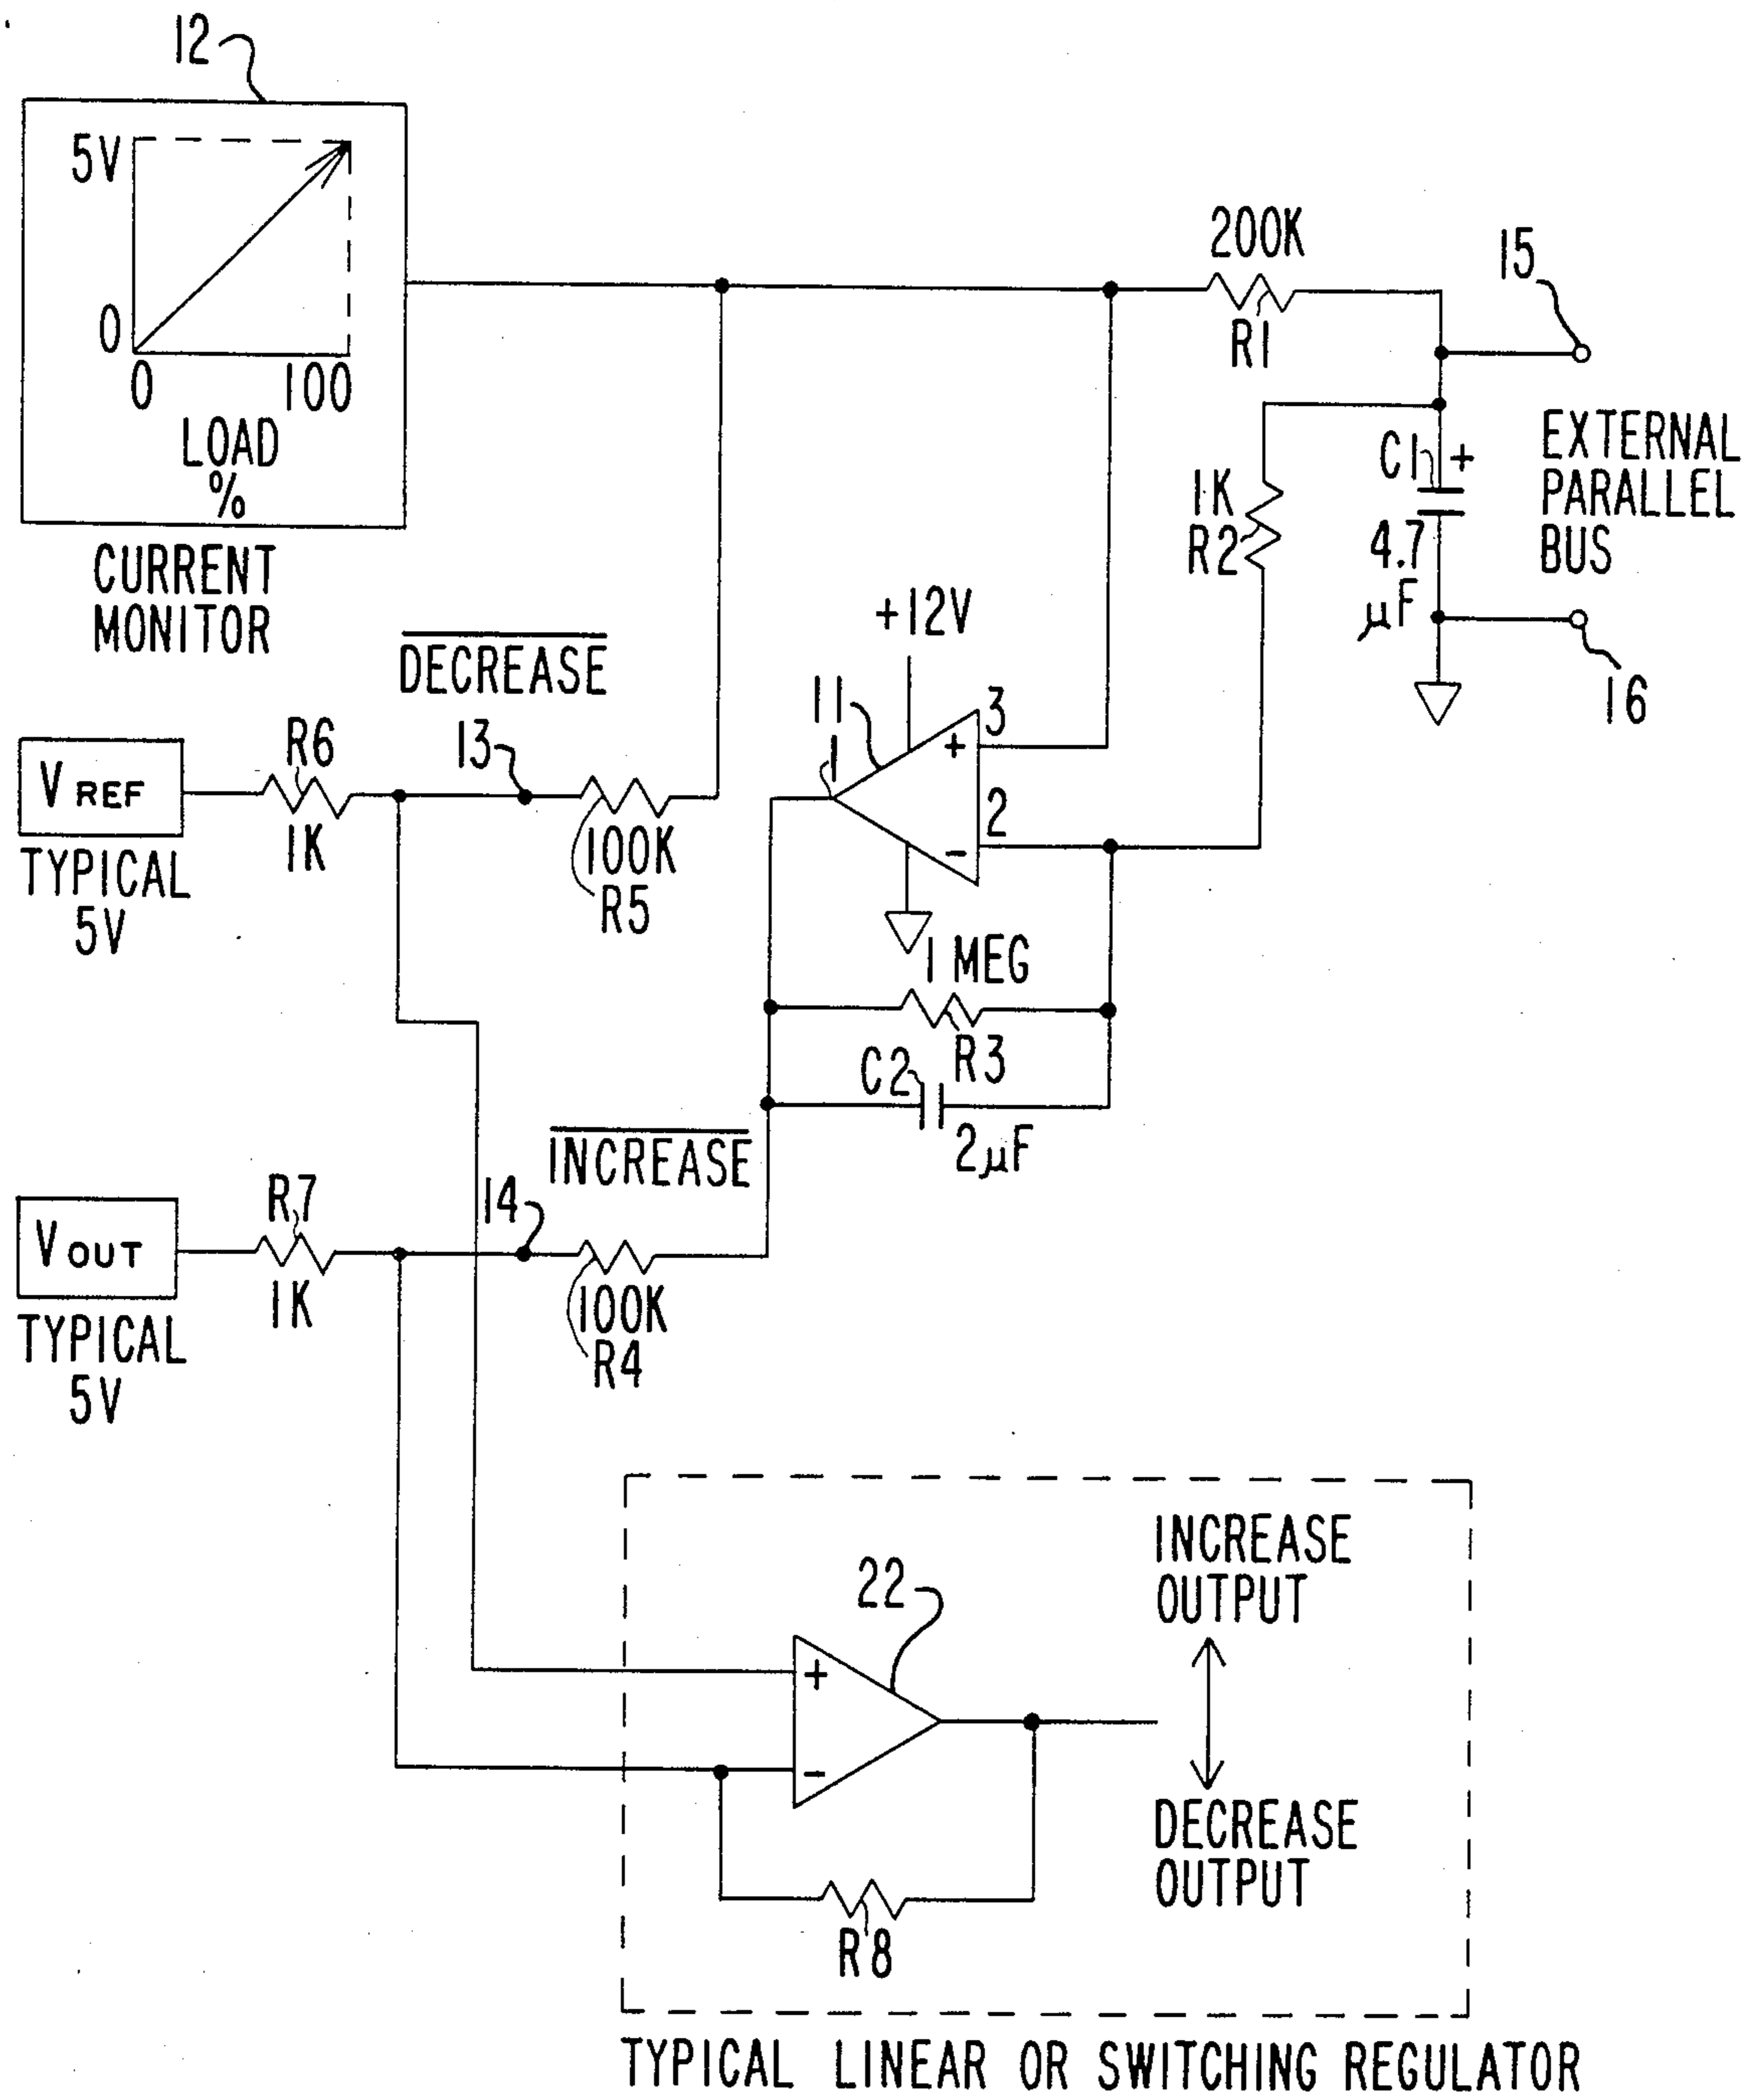 12
5V
0
0 100
LOAD
%
CURRENT
MONITOR
200K
R1
15
1K
R2
C1 +
4.7
µF
EXTERNAL
PARALLEL
BUS
16
+12V
11
1
3
+
2
-
DECREASE
13
VREF
TYPICAL
5V
R6
1K
100K
R5
1 MEG
R3
C2
2µF
INCREASE
14
VOUT
TYPICAL
5V
R7
1K
100K
R4
22
+
-
R8
INCREASE
OUTPUT
DECREASE
OUTPUT
TYPICAL LINEAR OR SWITCHING REGULATOR